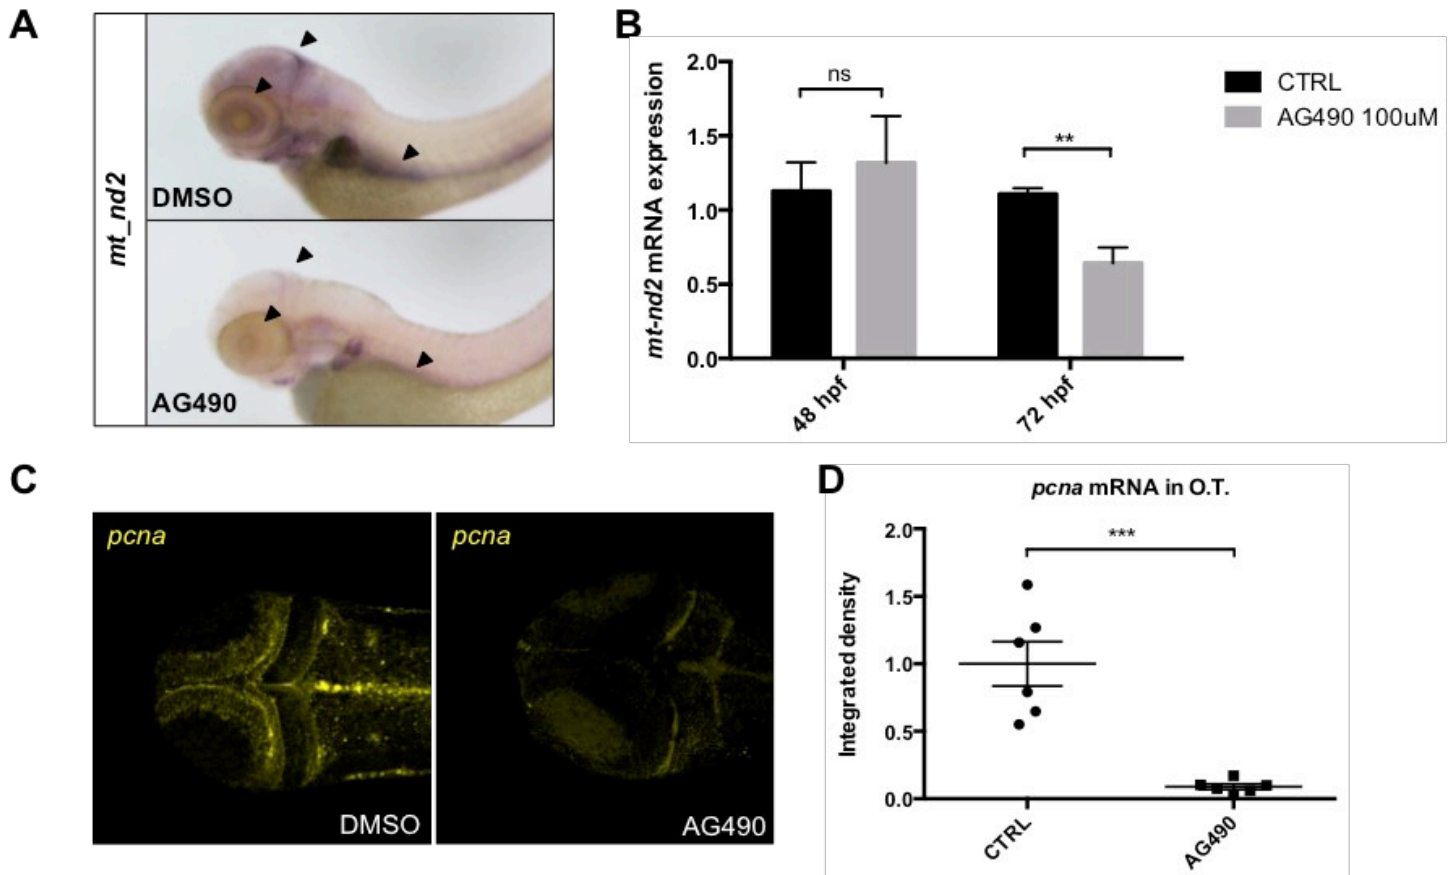 A
mt_nd2
DMSO
AG490
B
mt-nd2 mRNA expression
2.0
1.5
1.0
0.5
0.0
ns
**
48 hpf
72 hpf
CTRL
AG490 100uM
C
pcna
DMSO
pcna
AG490
D
pcna mRNA in O.T.
Integrated density
2.0
1.5
1.0
0.5
0.0
***
CTRL
AG490